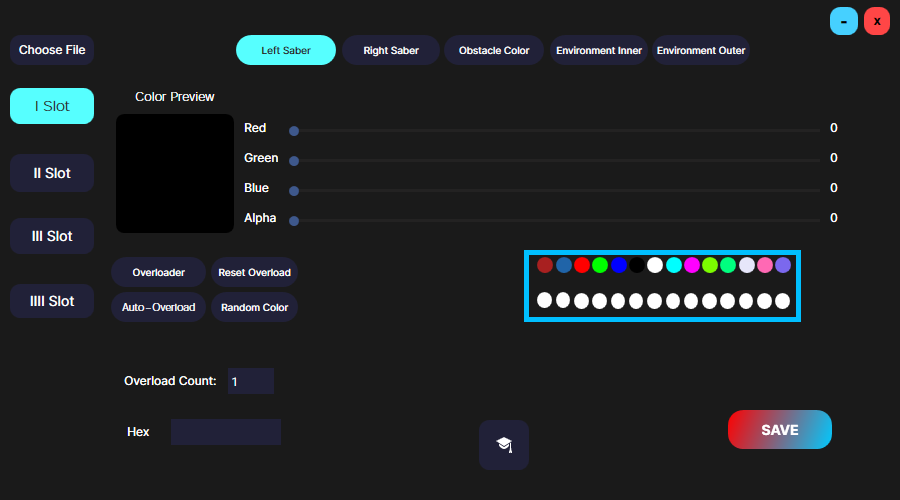 - x
Choose File Left Saber Right Saber Obstacle Color Environment Inner Environment Outer
I Slot
II Slot
III Slot
IIII Slot
Color Preview
Red 0
Green 0
Blue 0
Alpha 0
Overloader Reset Overload
Auto-Overload Random Color
Overload Count: 1
Hex
SAVE